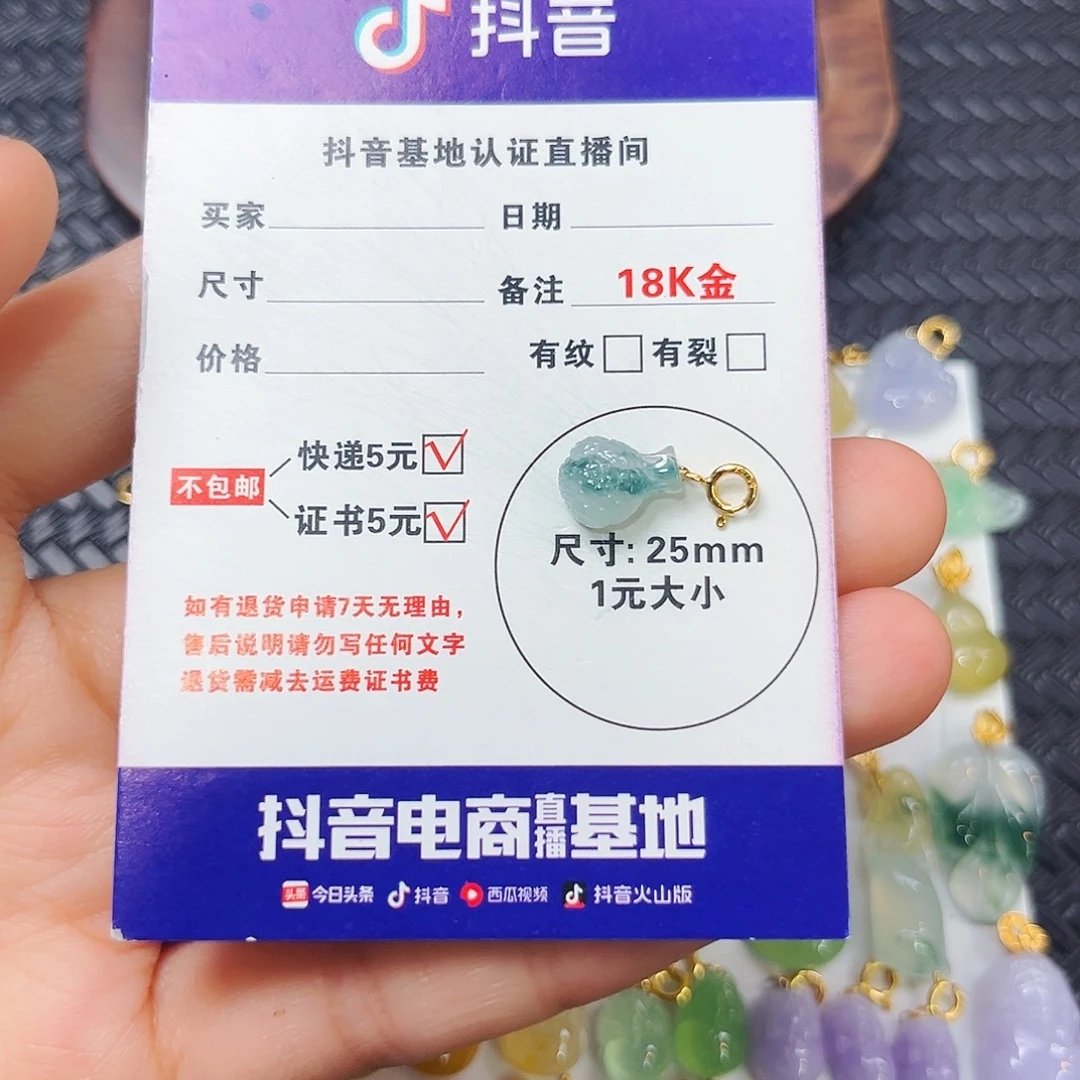 抖音
抖音基地认证直播间
买家 日期
尺寸 备注 18K金
价格 有纹 有裂
快递5元
不包邮
证书5元
尺寸: 25mm
1元大小
如有退货申请7天无理由,
售后说明请勿写任何文字
退货需减去运费证书费
抖音电商直播基地
头条 今日头条 抖音 西瓜视频 抖音火山版